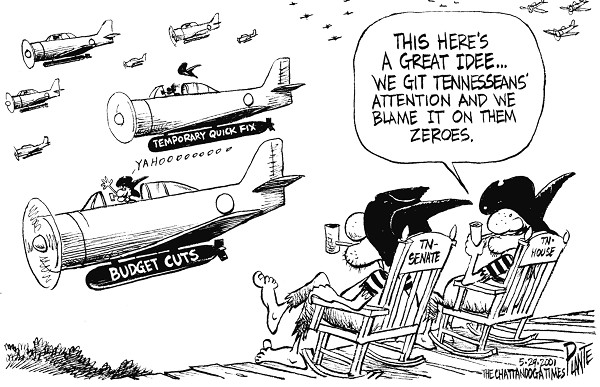 THIS HERE'S
A GREAT IDEE...
WE GIT TENNESSEANS'
ATTENTION AND WE
BLAME IT ON THEM
ZEROES.
TEMPORARY QUICK FIX
YAHOOOOOOOOO
BUDGET CUTS
TN-
SENATE
TN-
HOUSE
5-29-2001
THE CHATTANOOGA TIMES
PLANTE